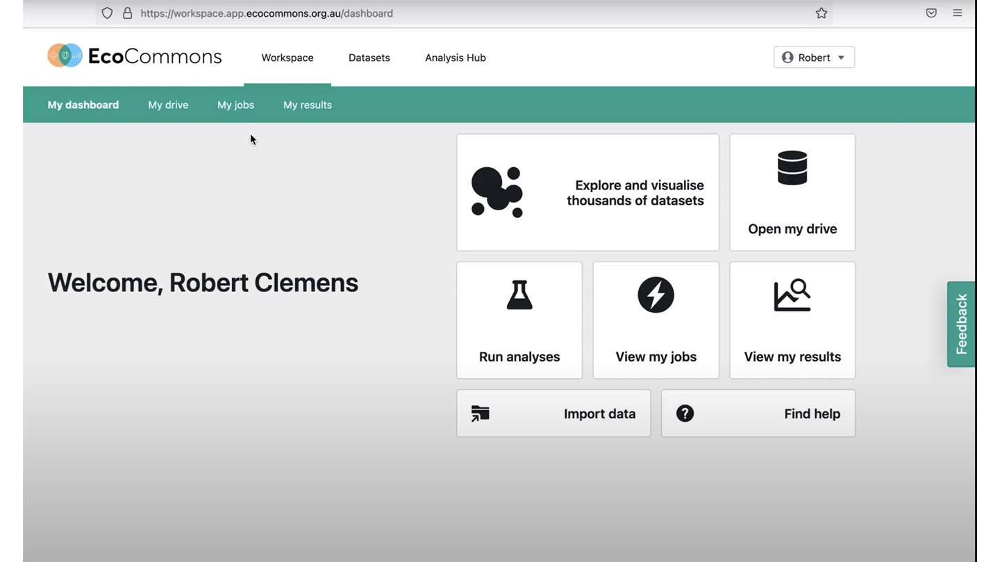 https://workspace.app.ecocommons.org.au/dashboard
EcoCommons
Workspace
Datasets
Analysis Hub
Robert
My dashboard
My drive
My jobs
My results
Welcome, Robert Clemens
Explore and visualise
thousands of datasets
Open my drive
Run analyses
View my jobs
View my results
Import data
Find help
Feedback